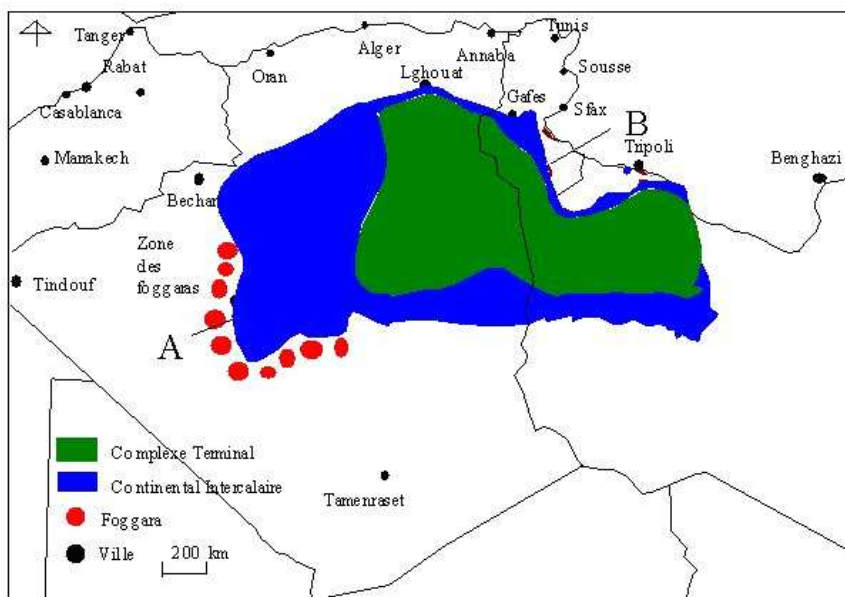 Tanger
Rabat
Casablanca
Marrakech
Oran
Alger
Annaba
Tunis
Sousse
Lghouat
Gafes
Sfax
B
Tripoli
Benghazi
Bechar
Zone
des
foggaras
Tindouf
A
Complexe Terminal
Continental Intercalaire
Foggara
Ville
200 km
Tamenraset